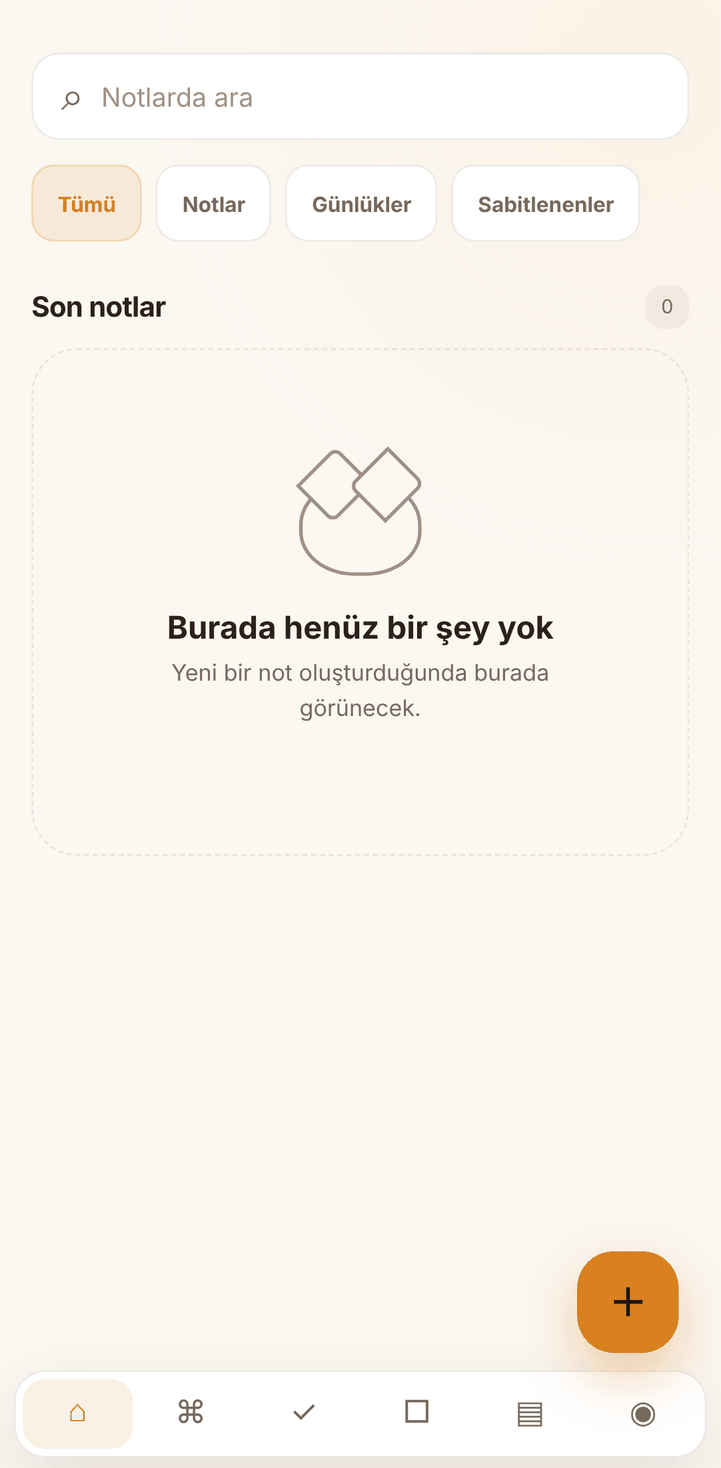 Notlarda ara
Tümü
Notlar
Günlükler
Sabitlenenler
Son notlar
0
Burada henüz bir şey yok
Yeni bir not oluşturduğunda burada
görünecek.